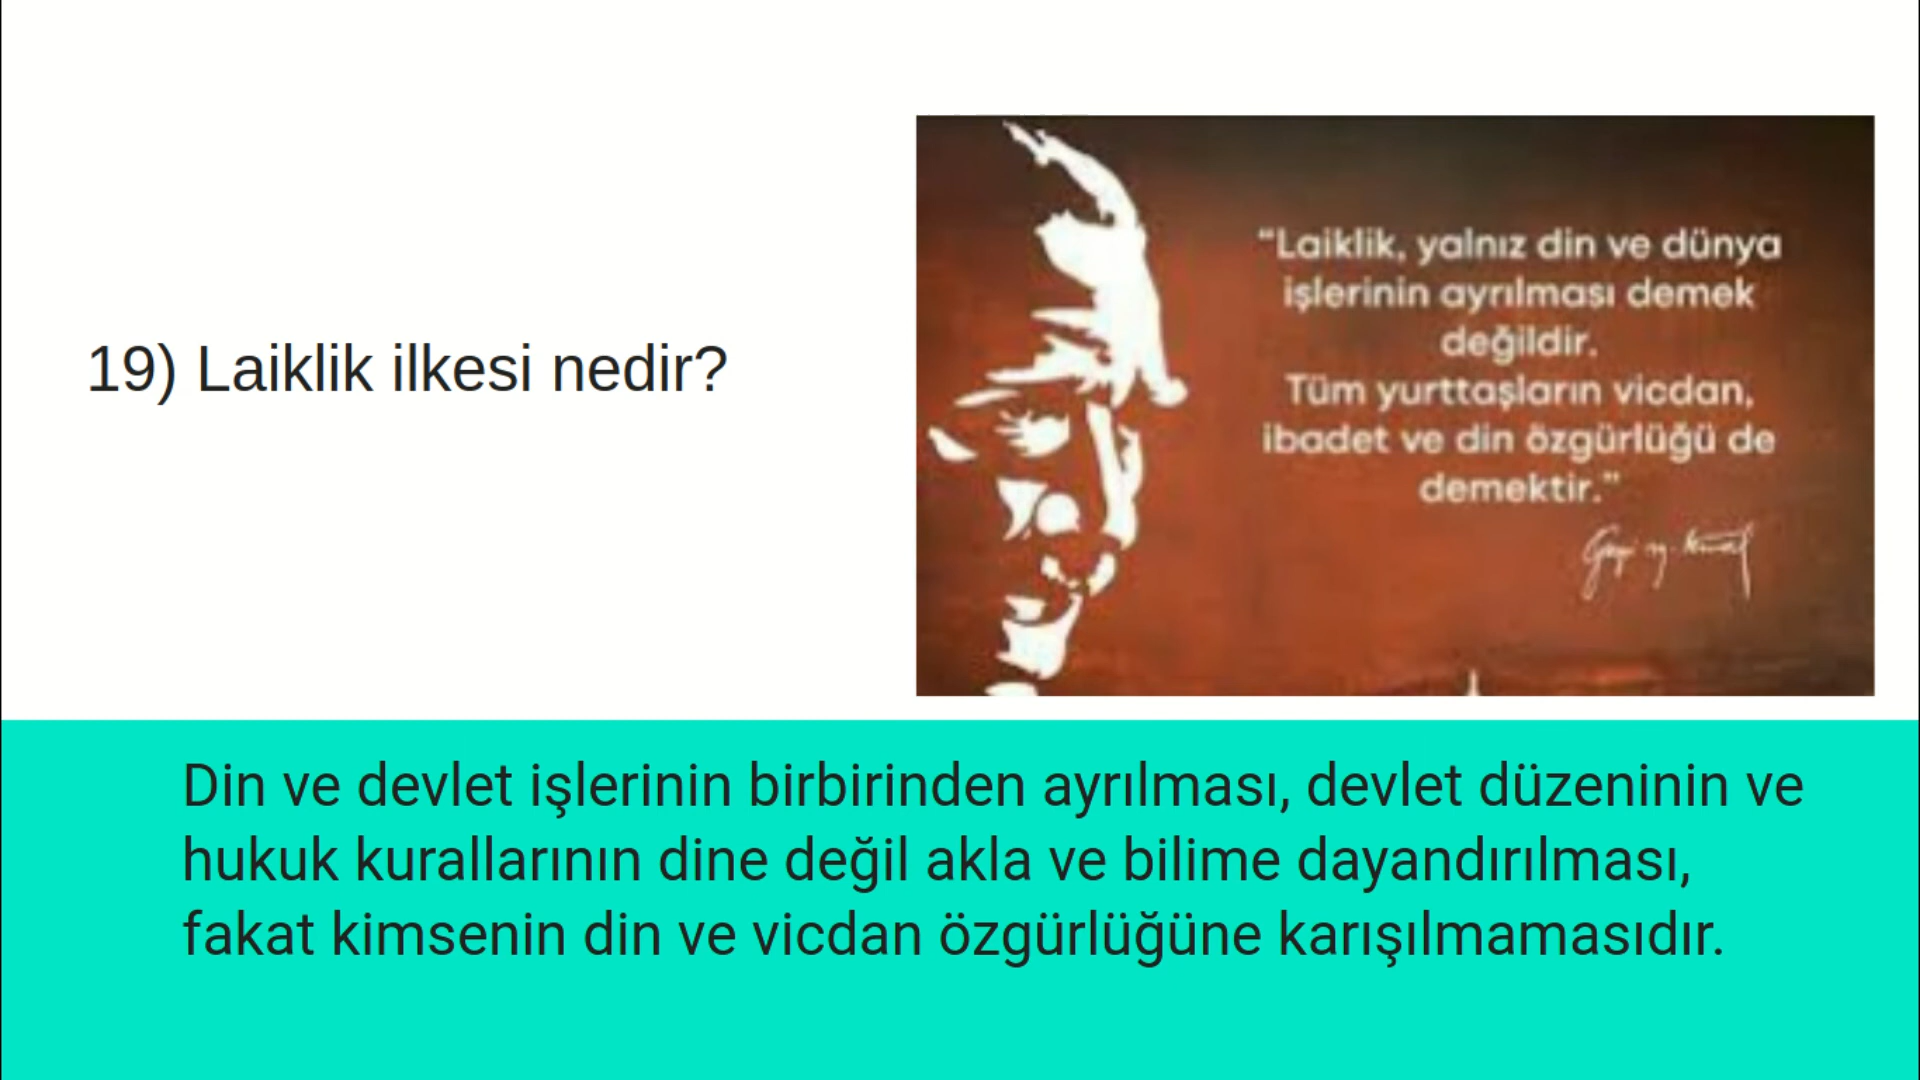 19) Laiklik ilkesi nedir?
“Laiklik, yalnız din ve dünya
işlerinin ayrılması demek
değildir.
Tüm yurttaşların vicdan,
ibadet ve din özgürlüğü de
demektir.”
Din ve devlet işlerinin birbirinden ayrılması, devlet düzeninin ve
hukuk kurallarının dine değil akla ve bilime dayandırılması,
fakat kimsenin din ve vicdan özgürlüğüne karışılmamasıdır.